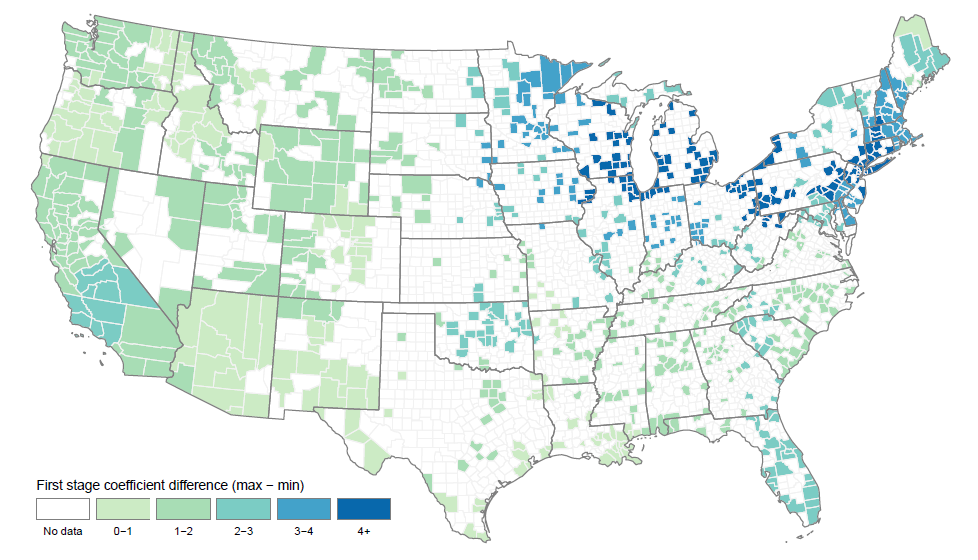 First stage coefficient difference (max − min)
No data 0−1 1−2 2−3 3−4 4+